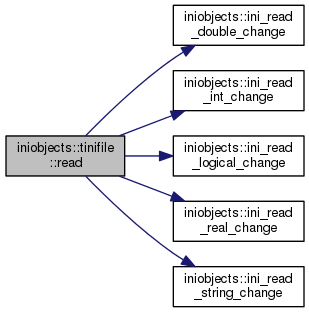 iniobjects::tinifile
::read
iniobjects::ini_read
_double_change
iniobjects::ini_read
_int_change
iniobjects::ini_read
_logical_change
iniobjects::ini_read
_real_change
iniobjects::ini_read
_string_change